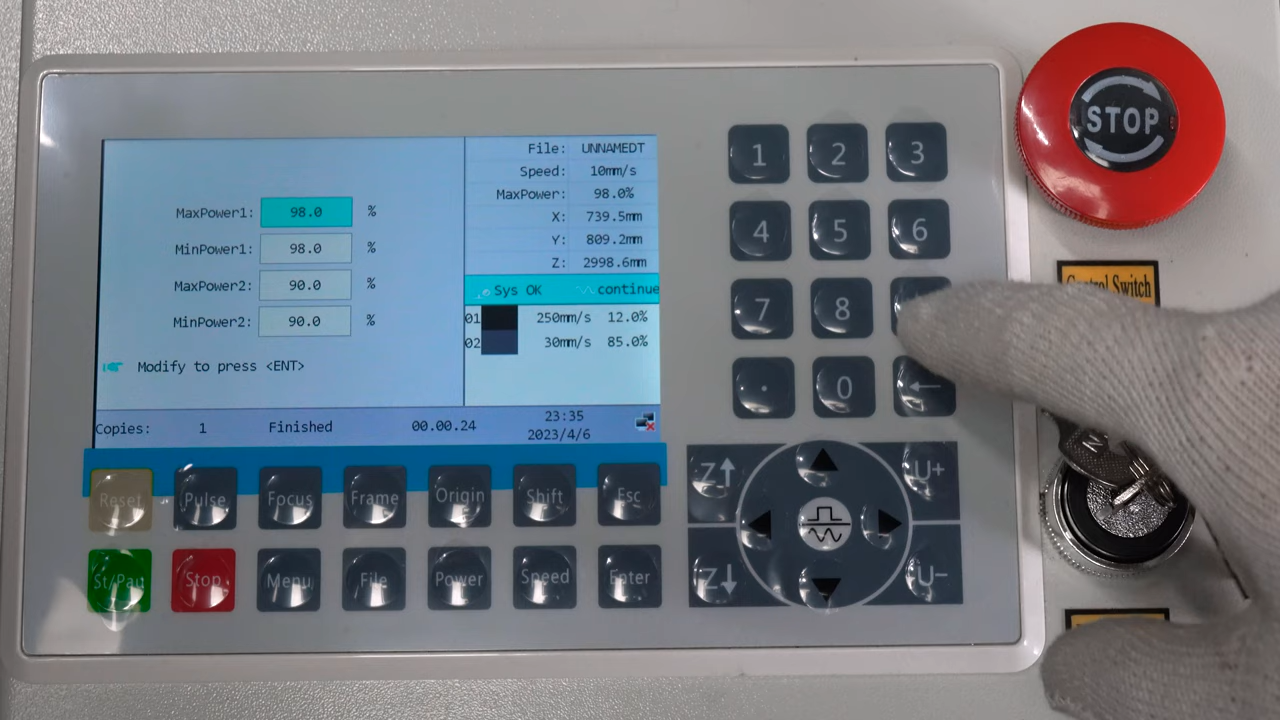 MaxPower1: 98.0 %
MinPower1: 98.0 %
MaxPower2: 90.0 %
MinPower2: 90.0 %
Modify to press <ENT>
File: UNNAMEDT
Speed: 10mm/s
MaxPower: 98.0%
X: 739.5mm
Y: 809.2mm
Z: 2998.6mm
Sys OK continue
01 250mm/s 12.0%
02 30mm/s 85.0%
Copies: 1 Finished 00.00.24 23:35
2023/4/6
Reset Pulse Focus Frame Origin Shift Esc
St/Pau Stop Menu File Power Speed Enter
1 2 3
4 5 6
7 8
. 0 ←
Z↑ U+
Z↓ U-
STOP
Control Switch